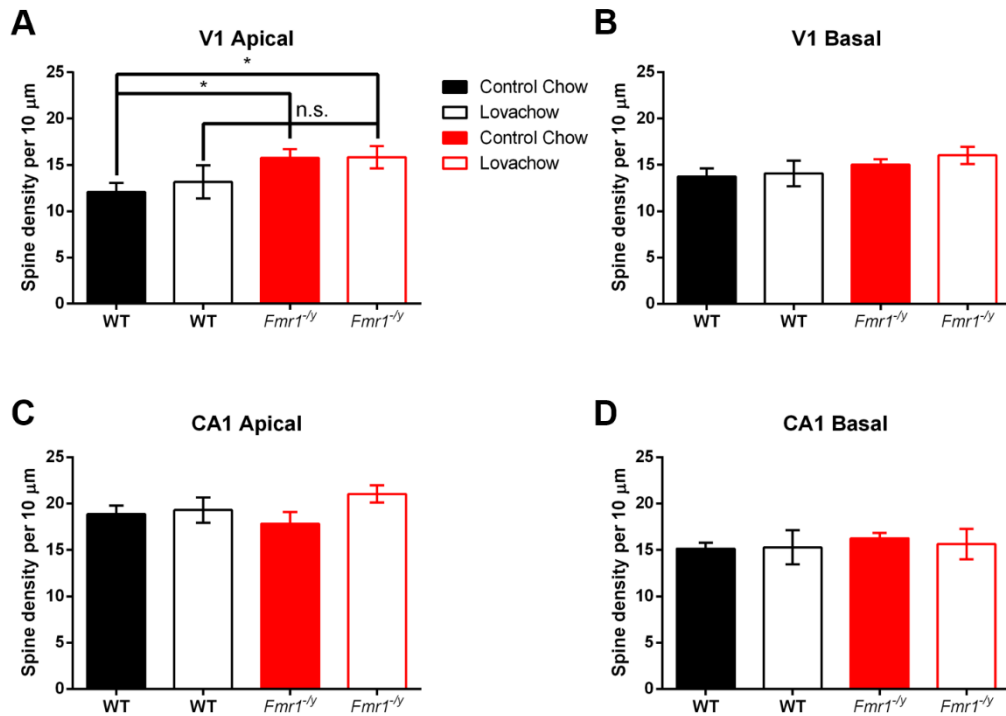 A
V1 Apical
Spine density per 10 μm
25
20
15
10
5
0
*
*
n.s.
WT
WT
Fmr1-/y
Fmr1-/y
Control Chow
Lovachow
Control Chow
Lovachow
B
V1 Basal
Spine density per 10 μm
25
20
15
10
5
0
WT
WT
Fmr1-/y
Fmr1-/y
C
CA1 Apical
Spine density per 10 μm
25
20
15
10
5
0
WT
WT
Fmr1-/y
Fmr1-/y
D
CA1 Basal
Spine density per 10 μm
25
20
15
10
5
0
WT
WT
Fmr1-/y
Fmr1-/y